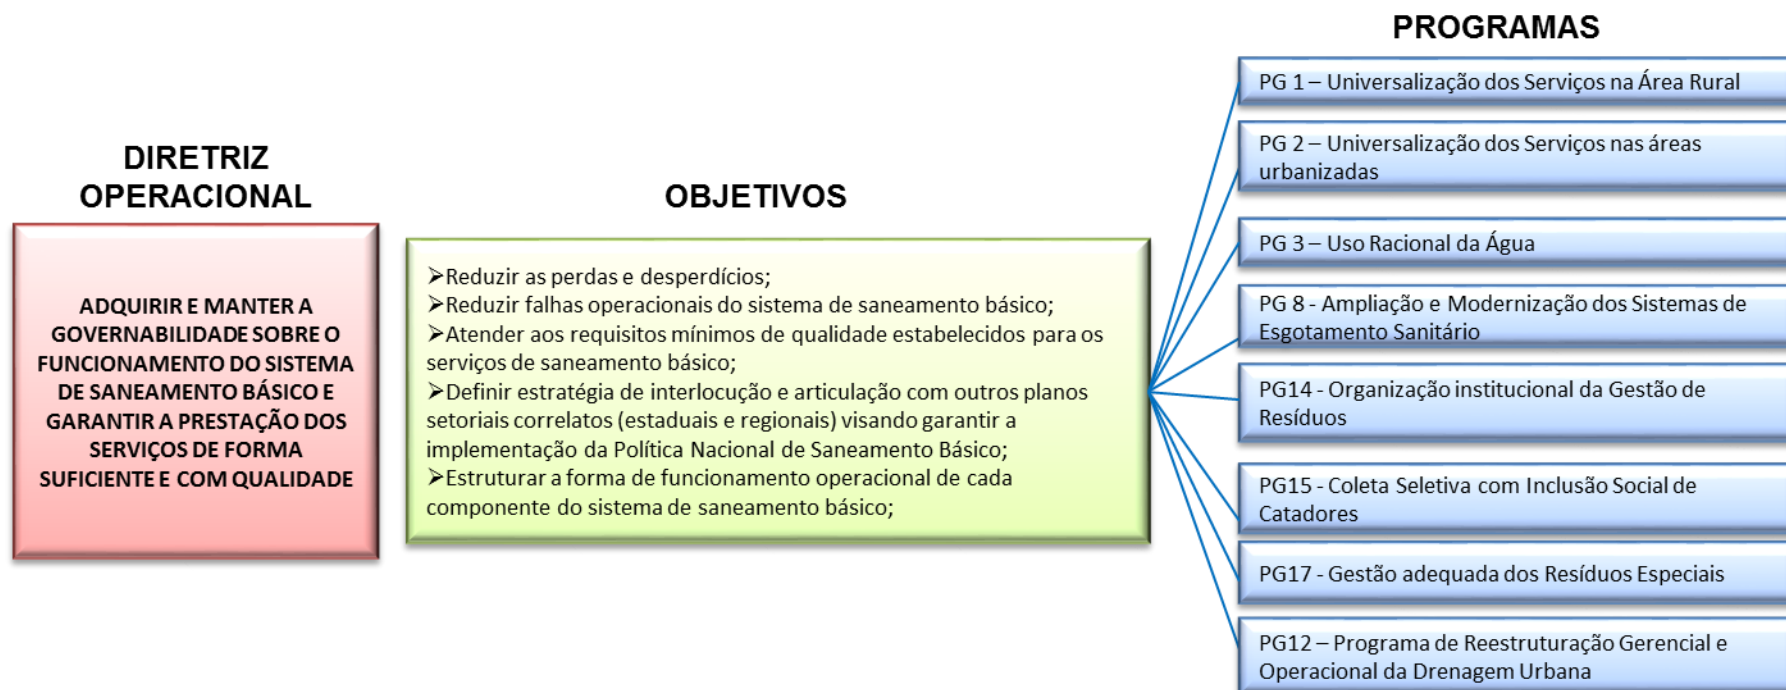 DIRETRIZ
OPERACIONAL
ADQUIRIR E MANTER A
GOVERNABILIDADE SOBRE O
FUNCIONAMENTO DO SISTEMA
DE SANEAMENTO BÁSICO E
GARANTIR A PRESTAÇÃO DOS
SERVIÇOS DE FORMA
SUFICIENTE E COM QUALIDADE
OBJETIVOS
➢Reduzir as perdas e desperdícios;
➢Reduzir falhas operacionais do sistema de saneamento básico;
➢Atender aos requisitos mínimos de qualidade estabelecidos para os
serviços de saneamento básico;
➢Definir estratégia de interlocução e articulação com outros planos
setoriais correlatos (estaduais e regionais) visando garantir a
implementação da Política Nacional de Saneamento Básico;
➢Estruturar a forma de funcionamento operacional de cada
componente do sistema de saneamento básico;
PROGRAMAS
PG 1 – Universalização dos Serviços na Área Rural
PG 2 – Universalização dos Serviços nas áreas
urbanizadas
PG 3 – Uso Racional da Água
PG 8 - Ampliação e Modernização dos Sistemas de
Esgotamento Sanitário
PG14 - Organização institucional da Gestão de
Resíduos
PG15 - Coleta Seletiva com Inclusão Social de
Catadores
PG17 - Gestão adequada dos Resíduos Especiais
PG12 – Programa de Reestruturação Gerencial e
Operacional da Drenagem Urbana